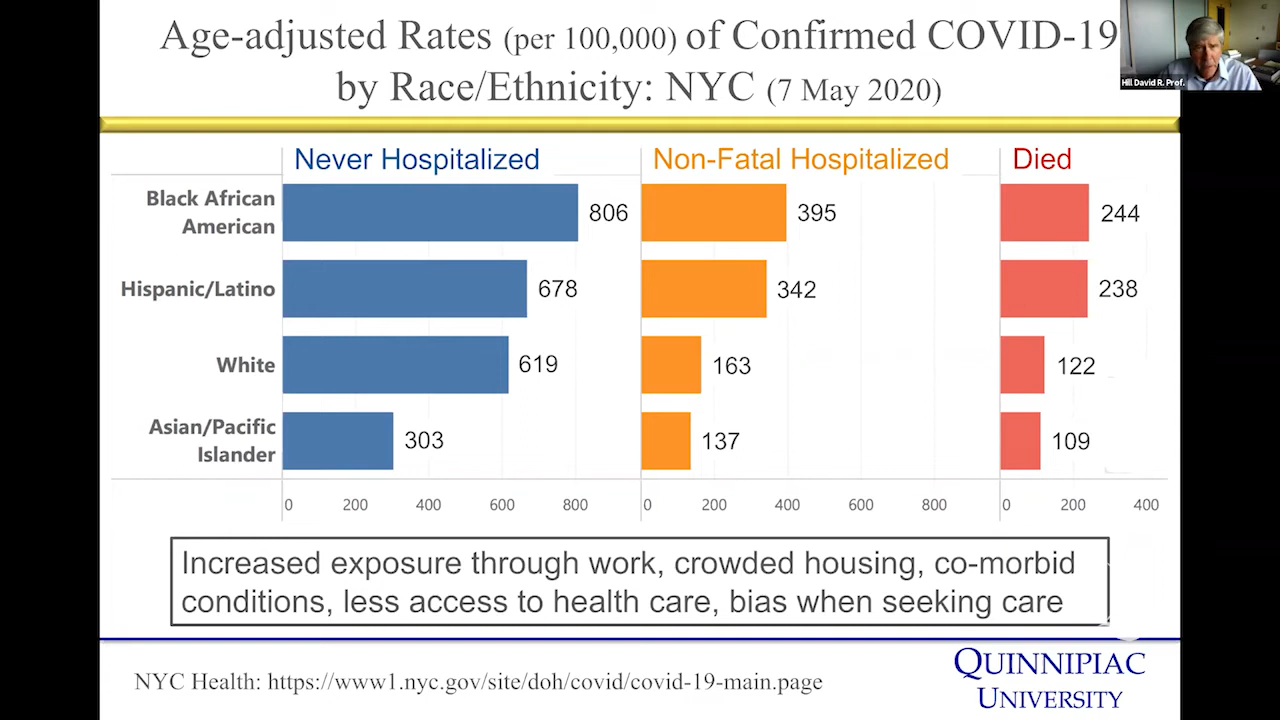 Age-adjusted Rates (per 100,000) of Confirmed COVID-19
by Race/Ethnicity: NYC (7 May 2020)
Hill David R. Prof.
Never Hospitalized
Non-Fatal Hospitalized
Died
Black African
American
806
395
244
Hispanic/Latino
678
342
238
White
619
163
122
Asian/Pacific
Islander
303
137
109
0 200 400 600 800
0 200 400 600 800
0 200 400
Increased exposure through work, crowded housing, co-morbid
conditions, less access to health care, bias when seeking care
NYC Health: https://www1.nyc.gov/site/doh/covid/covid-19-main.page
QUINNIPIAC
UNIVERSITY